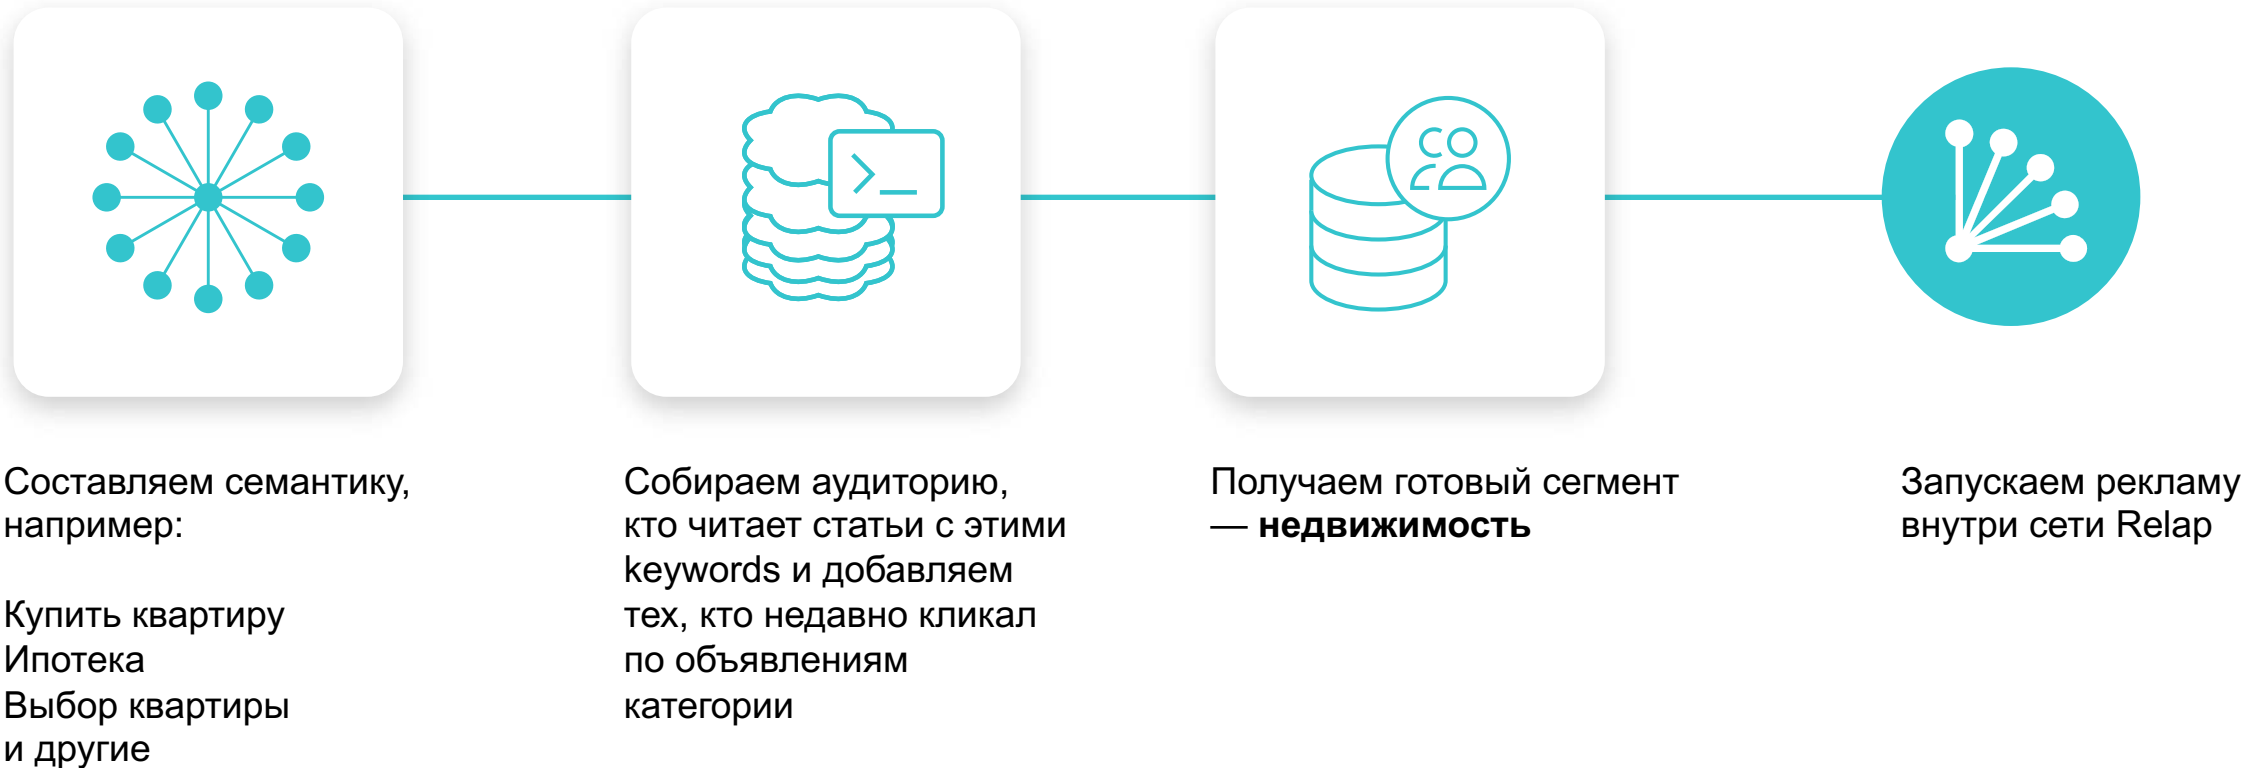 Составляем семантику,
например:
Купить квартиру
Ипотека
Выбор квартиры
и другие
Собираем аудиторию,
кто читает статьи с этими
keywords и добавляем
тех, кто недавно кликал
по объявлениям
категории
Получаем готовый сегмент
— недвижимость
Запускаем рекламу
внутри сети Relap